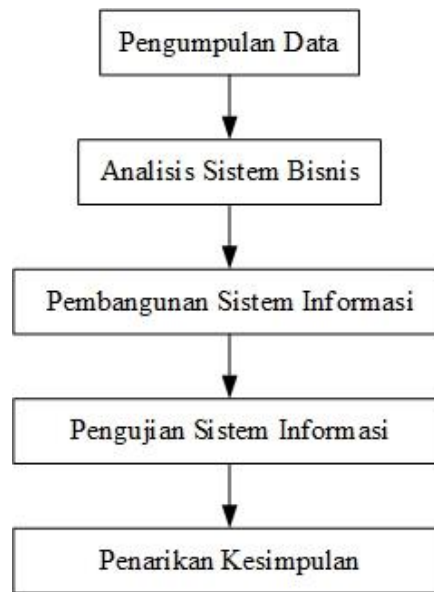 Pengumpulan Data
Analisis Sistem Bisnis
Pembangunan Sistem Informasi
Pengujian Sistem Informasi
Penarikan Kesimpulan